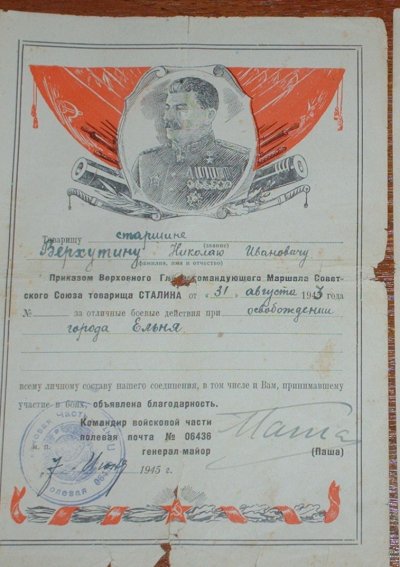 Товарищу старшине
(звание)
Верхутину Николаю Ивановичу
(фамилия, имя и отчество)
Приказом Верховного Главнокомандующего Маршала Совет-
ского Союза товарища СТАЛИНА от « 31 августа 1943 года
№ за отличные боевые действия при освобождении
города Ельня
всему личному составу нашего соединения, в том числе и Вам, принимавшему
участие в боях, объявлена благодарность.
Командир войсковой части
полевая почта № 06436
генерал-майор
(Паша)
1945 г.